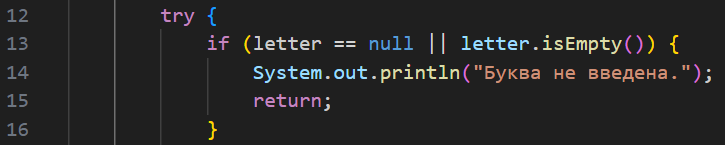 12 try {
13 if (letter == null || letter.isEmpty()) {
14 System.out.println("Буква не введена.");
15 return;
16 }